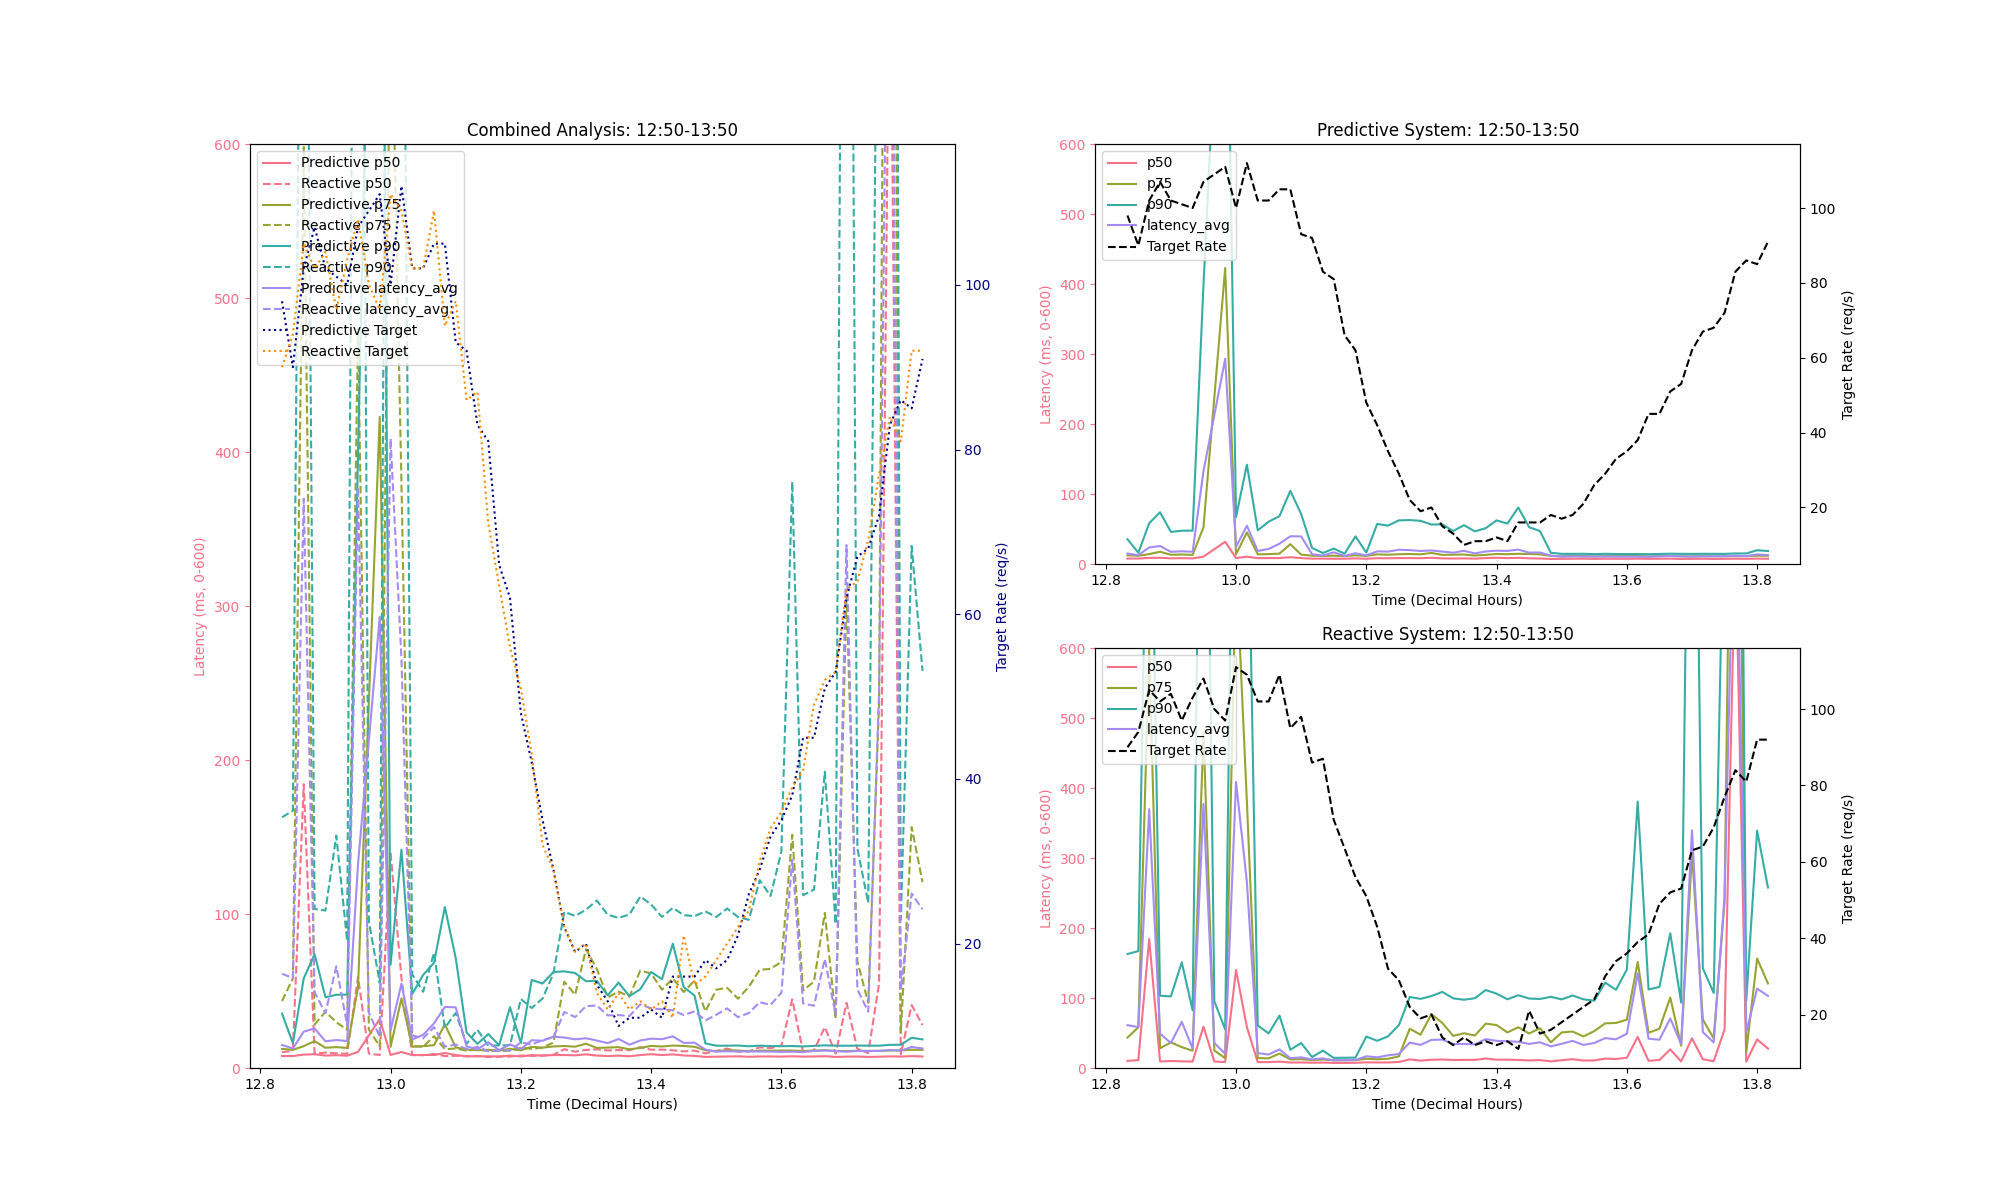 Combined Analysis: 12:50-13:50
600
500
400
300
200
100
0
Latency (ms, 0-600)
Predictive p50
Reactive p50
Predictive p75
Reactive p75
Predictive p90
Reactive p90
Predictive latency_avg
Reactive latency_avg
Predictive Target
Reactive Target
100
80
60
40
20
Target Rate (req/s)
12.8 13.0 13.2 13.4 13.6 13.8
Time (Decimal Hours)
Predictive System: 12:50-13:50
600
500
400
300
200
100
0
Latency (ms, 0-600)
p50
p75
p90
latency_avg
Target Rate
100
80
60
40
20
Target Rate (req/s)
12.8 13.0 13.2 13.4 13.6 13.8
Time (Decimal Hours)
Reactive System: 12:50-13:50
600
500
400
300
200
100
0
Latency (ms, 0-600)
p50
p75
p90
latency_avg
Target Rate
100
80
60
40
20
Target Rate (req/s)
12.8 13.0 13.2 13.4 13.6 13.8
Time (Decimal Hours)